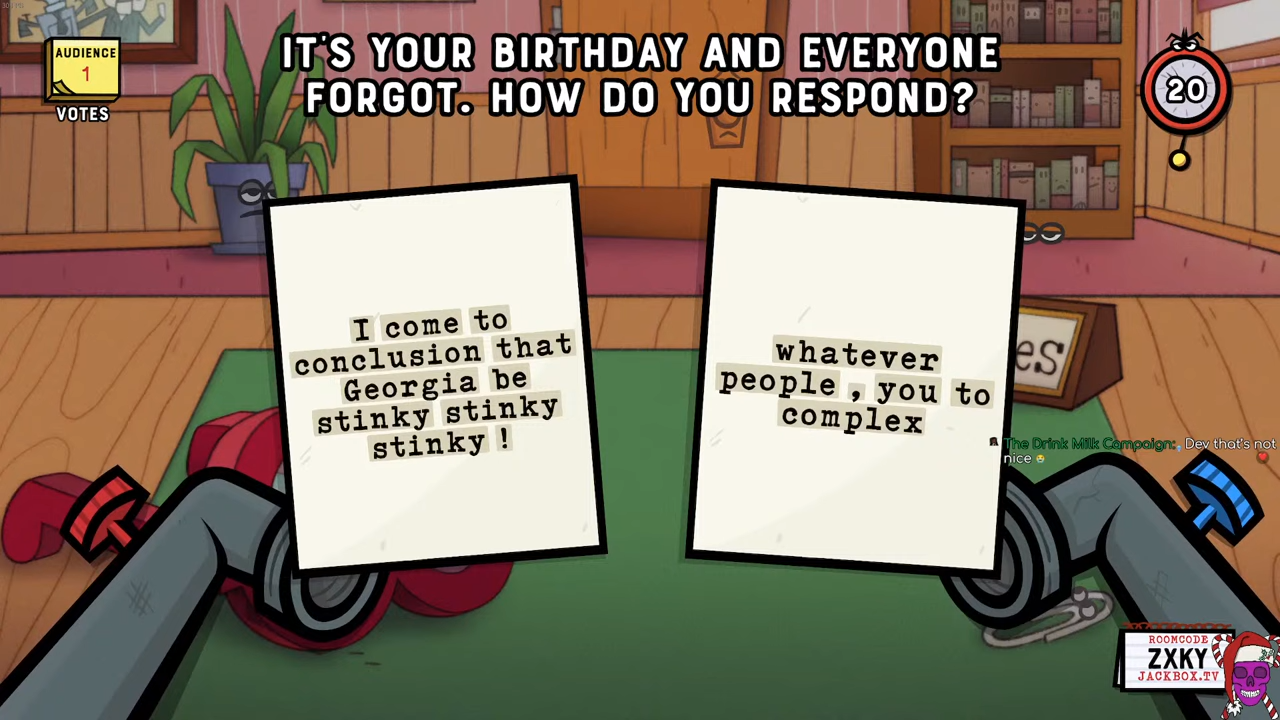 AUDIENCE
1
VOTES
IT'S YOUR BIRTHDAY AND EVERYONE
FORGOT. HOW DO YOU RESPOND?
20
I come to
conclusion that
Georgia be
stinky stinky
stinky !
whatever
people , you to
complex
es
The Drink Milk Campaign: Dev that's not
nice 😭
ROOMCODE
ZXKY
JACKBOX.TV